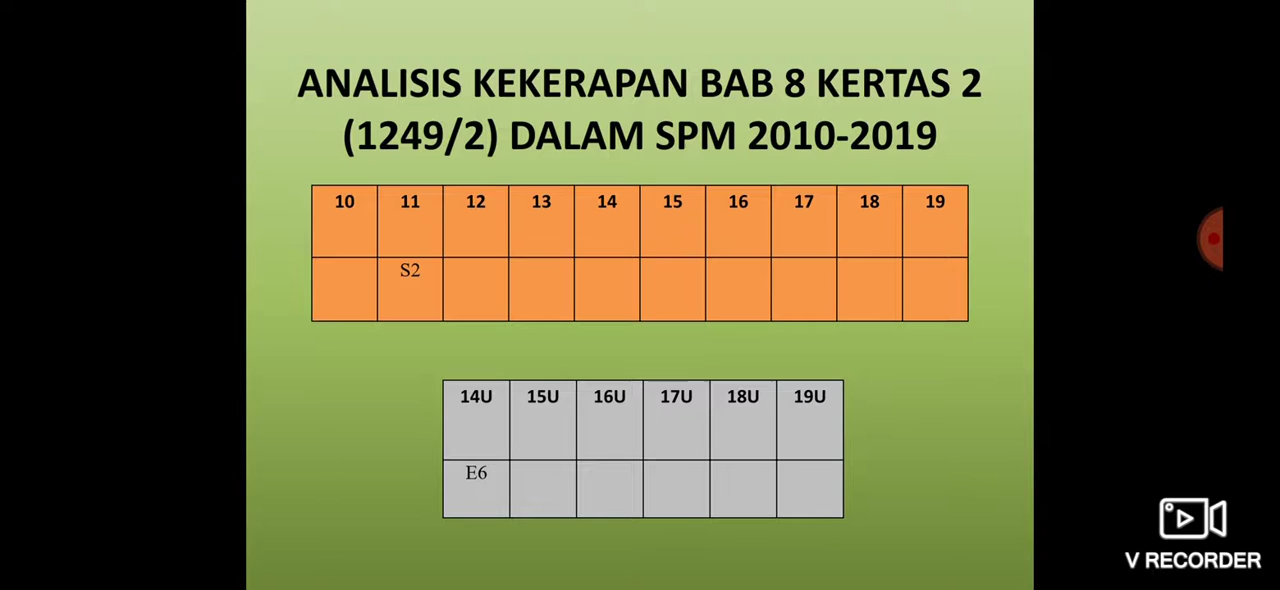 ANALISIS KEKERAPAN BAB 8 KERTAS 2
(1249/2) DALAM SPM 2010-2019
10 11 12 13 14 15 16 17 18 19
S2
14U 15U 16U 17U 18U 19U
E6
V RECORDER